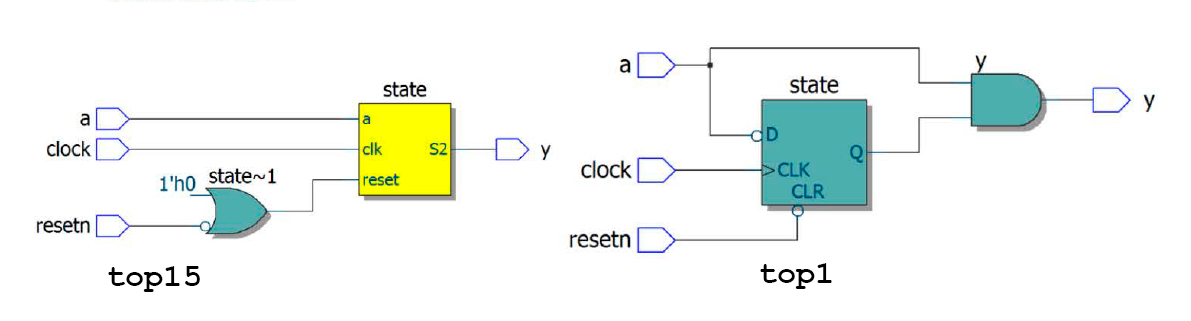 state
a
a
clock
clk
S2
y
1'h0
state~1
reset
resetn
top15
a
y
state
D
y
Q
clock
CLK
CLR
resetn
top1